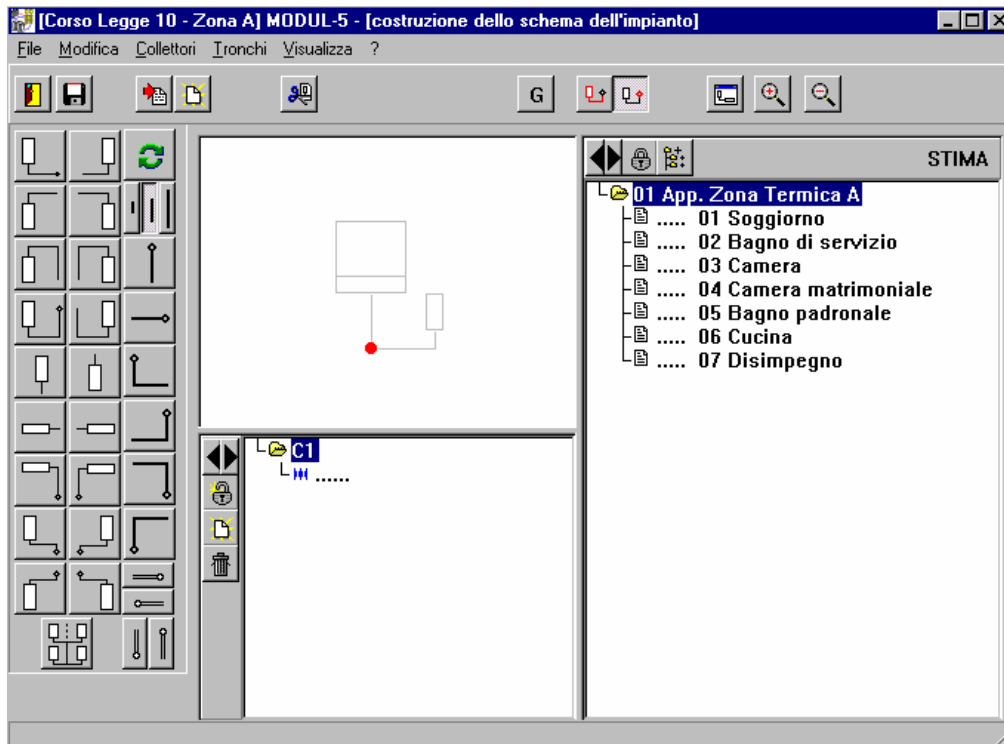 [Corso Legge 10 - Zona A] MODUL-5 - [costruzione dello schema dell'impianto]
File Modifica Collettori Tronchi Visualizza ?
G
STIMA
01 App. Zona Termica A
..... 01 Soggiorno
..... 02 Bagno di servizio
..... 03 Camera
..... 04 Camera matrimoniale
..... 05 Bagno padronale
..... 06 Cucina
..... 07 Disimpegno
C1
......